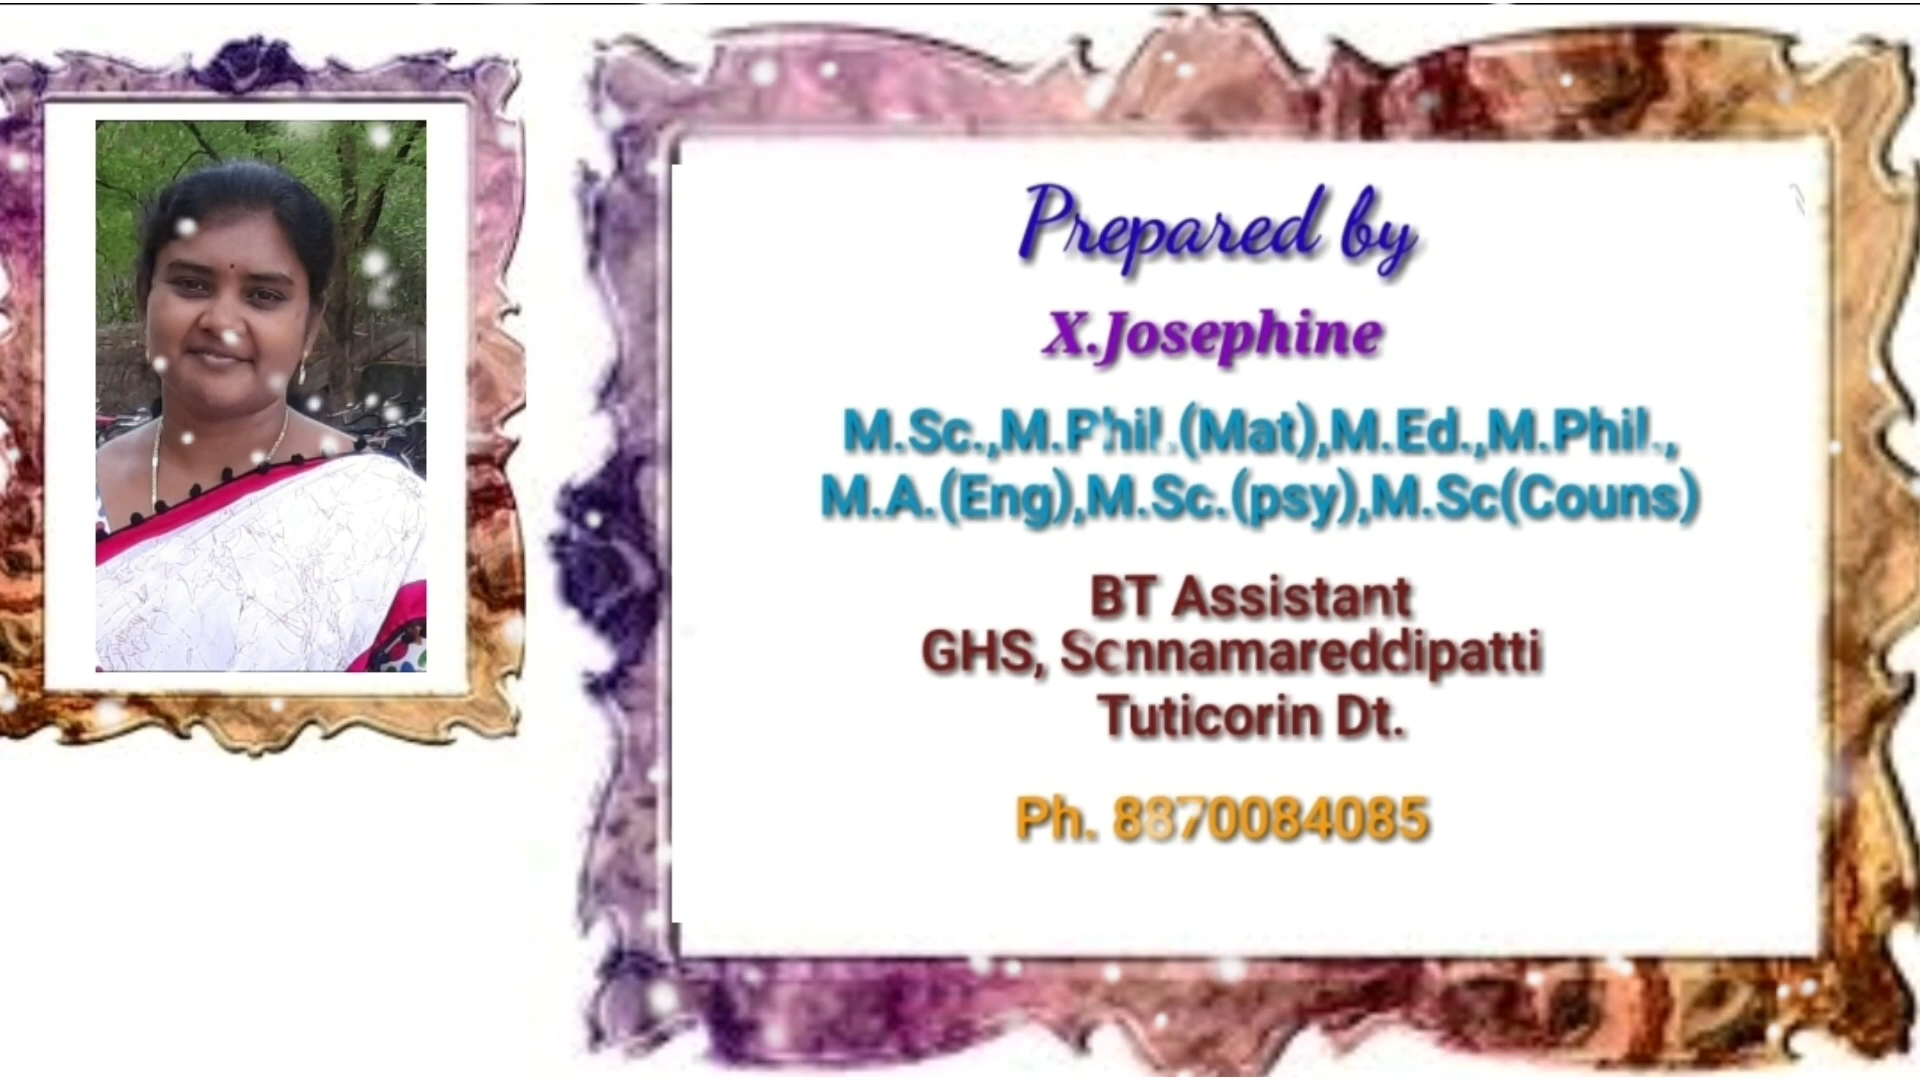 Prepared by
X.Josephine
M.Sc.,M.Phil.(Mat),M.Ed.,M.Phil.,
M.A.(Eng),M.Sc.(psy),M.Sc(Couns)
BT Assistant
GHS,
Tuticorin Dt.
Ph. 8870084085